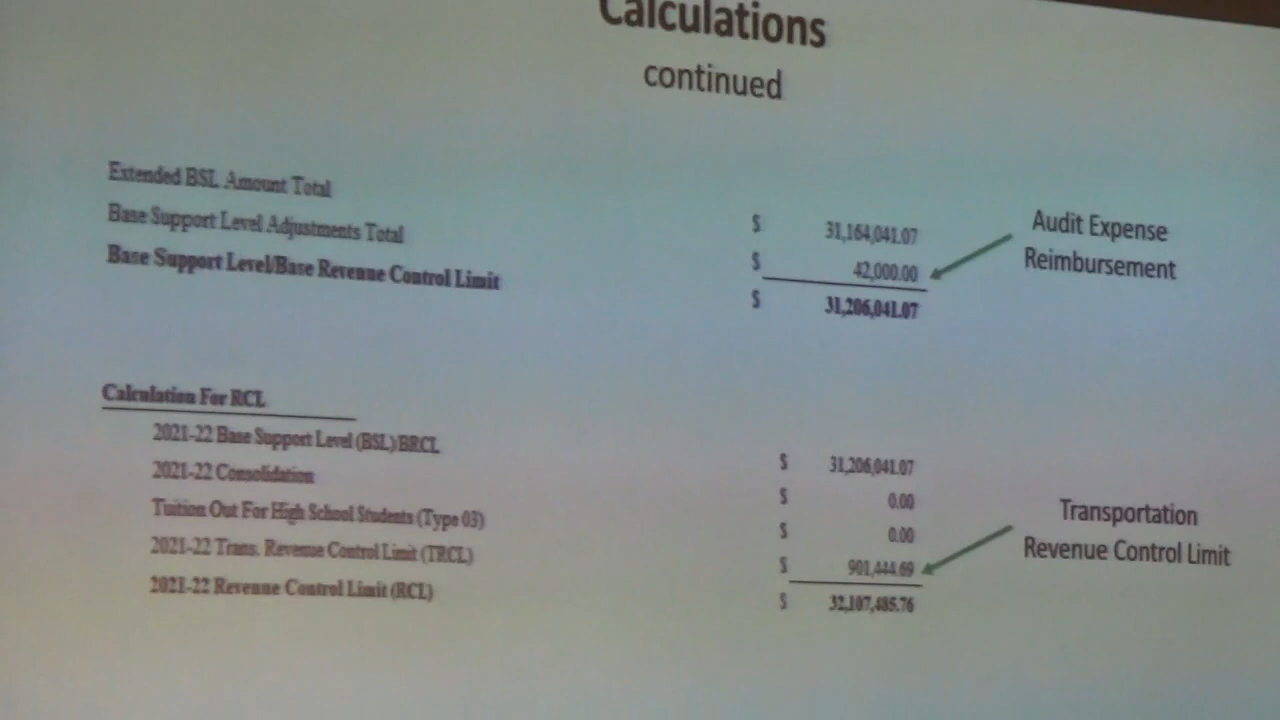 Calculations
continued
Extended BSL Amount Total $ 31,164,041.07
Base Support Level Adjustments Total $ 42,000.00
Base Support Level/Base Revenue Control Limit $ 31,206,041.07
Audit Expense
Reimbursement
Calculation For RCL
2021-22 Base Support Level (BSL)/BRCL $ 31,206,041.07
2021-22 Consolidation $ 0.00
Tuition Out For High School Students (Type 03) $ 0.00
2021-22 Trans. Revenue Control Limit (TRCL) $ 901,444.69
2021-22 Revenue Control Limit (RCL) $ 32,107,485.76
Transportation
Revenue Control Limit